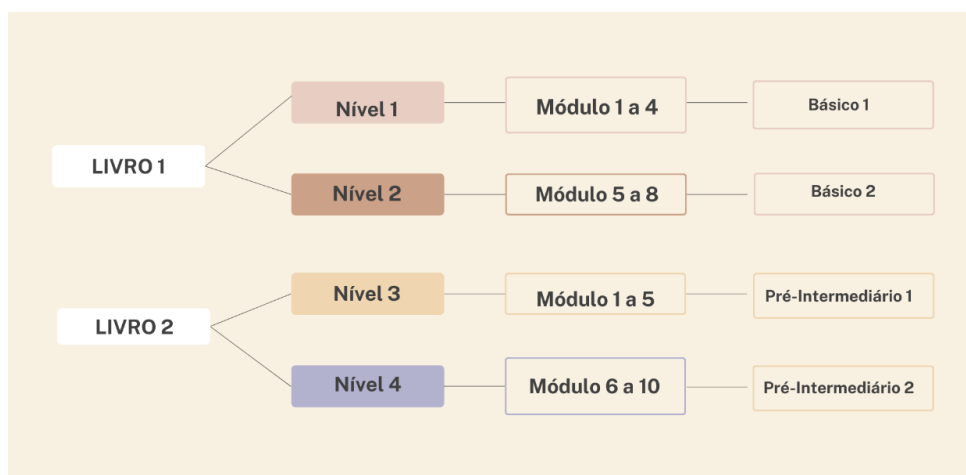 LIVRO 1
Nível 1
Módulo 1 a 4
Básico 1
Nível 2
Módulo 5 a 8
Básico 2
LIVRO 2
Nível 3
Módulo 1 a 5
Pré-Intermediário 1
Nível 4
Módulo 6 a 10
Pré-Intermediário 2